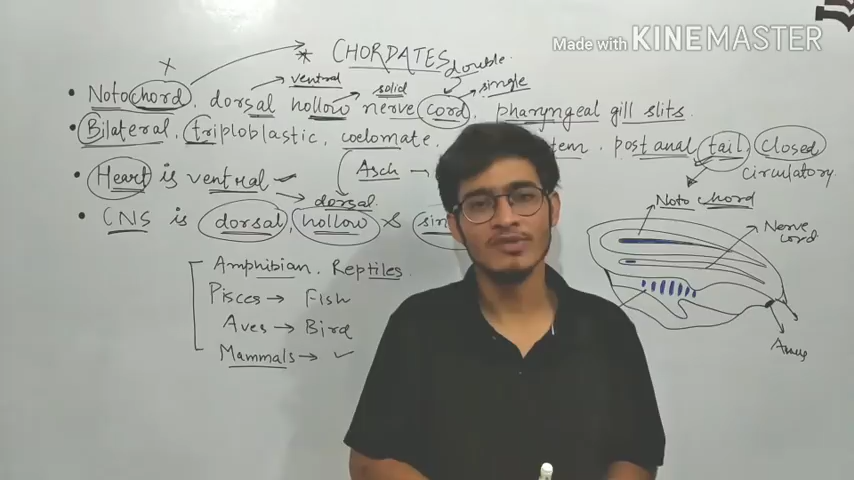 Made with KINEMASTER
* CHORDATES
double
ventral
solid
single
• Notochord, dorsal hollow nerve cord, pharyngeal gill slits.
• Bilateral, triploblastic, coelomate, tem, post anal tail, closed
circulatory.
Asch →
• Heart is ventral
dorsal
• CNS is dorsal, hollow & sin
Noto chord
Nerve
cord
Amphibian, Reptiles.
Pisces → Fish
Aves → Bird
Mammals → ✓
Anus